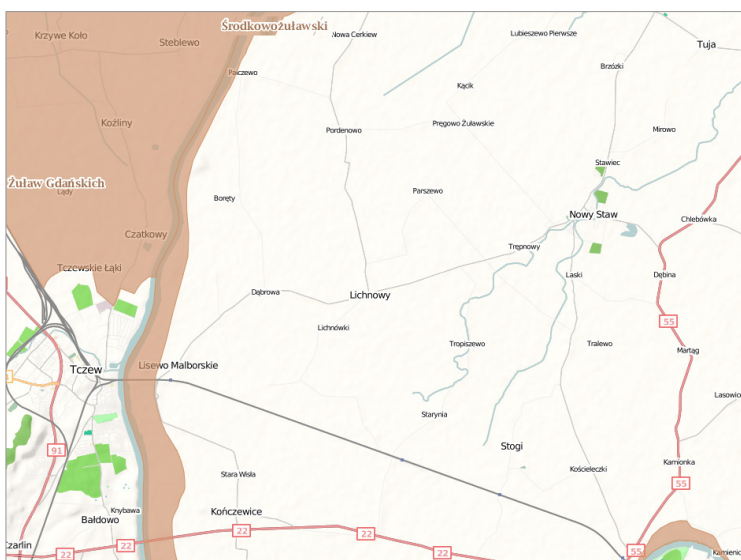 Środkowożuławski
Krzywe Koło
Steblewo
Nowa Cerkiew
Lubieszewo Pierwsze
Tuja
Palczewo
Brzózki
Kącik
Koźliny
Pordenowo
Pręgowo Żuławskie
Mirowo
Stawiec
Żuław Gdańskich
Lądy
Boręty
Parszewo
Nowy Staw
Chlebówka
Czatkowy
Trępnowy
Tczewskie Łąki
Laski
Dębina
Dąbrowa
Lichnowy
55
Lichnówki
Tropiszewo
Tralewo
Martąg
Lisewo Malborskie
Tczew
Lasowice
Starynia
Stogi
91
Kościeleczki
Kamionka
Stara Wisła
55
Knybawa
Kończewice
Bałdowo
22
22
22
22
22
55
Czarlin